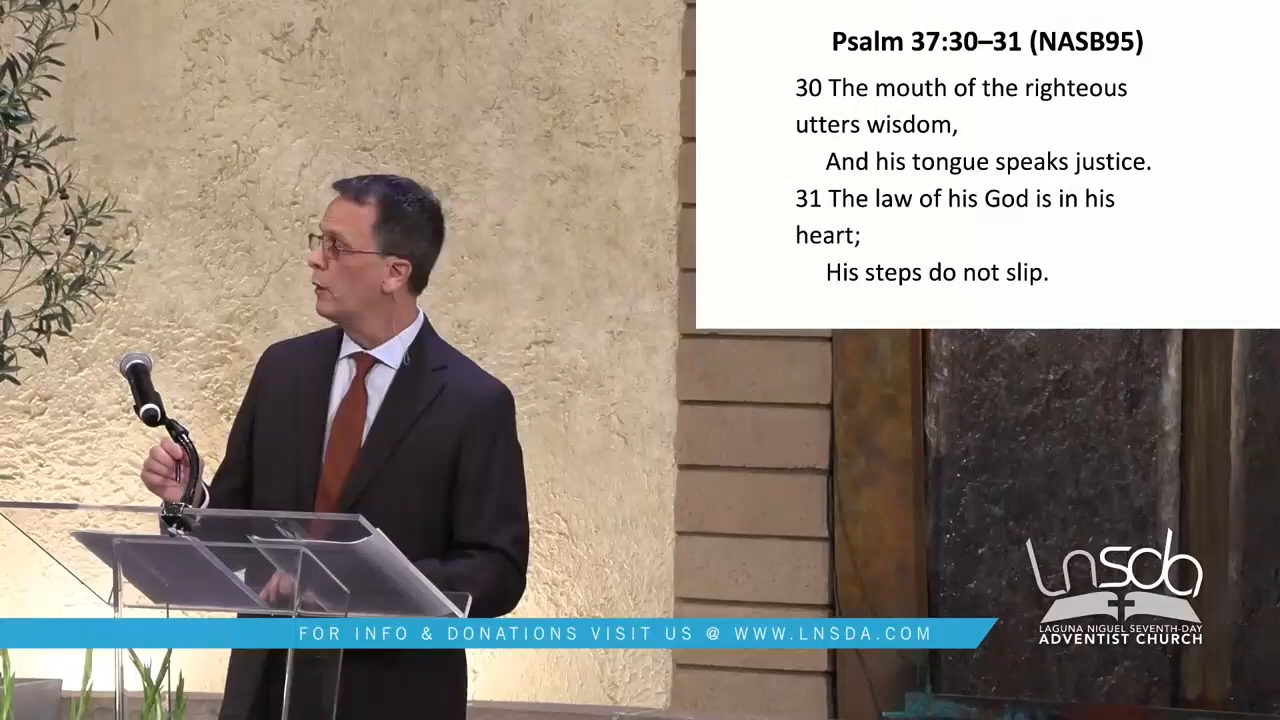 Psalm 37:30–31 (NASB95)
30 The mouth of the righteous
utters wisdom,
And his tongue speaks justice.
31 The law of his God is in his
heart;
His steps do not slip.
lnsda
LAGUNA NIGUEL SEVENTH-DAY
ADVENTIST CHURCH
FOR INFO & DONATIONS VISIT US @ WWW.LNSDA.COM